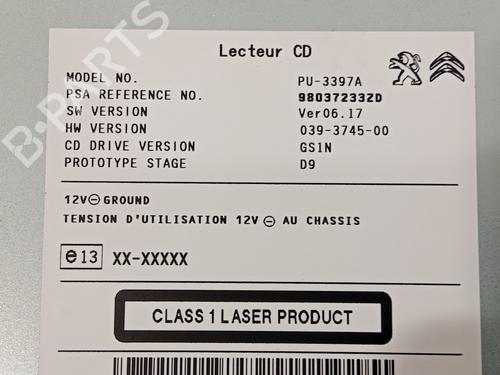 Lecteur CD
MODEL NO. PU-3397A
PSA REFERENCE NO. 98037233ZD
SW VERSION Ver06.17
HW VERSION 039-3745-00
CD DRIVE VERSION GS1N
PROTOTYPE STAGE D9
12V⊖GROUND
TENSION D'UTILISATION 12V ⊖ AU CHASSIS
e13 XX-XXXXX
CLASS 1 LASER PRODUCT
B-PARTS